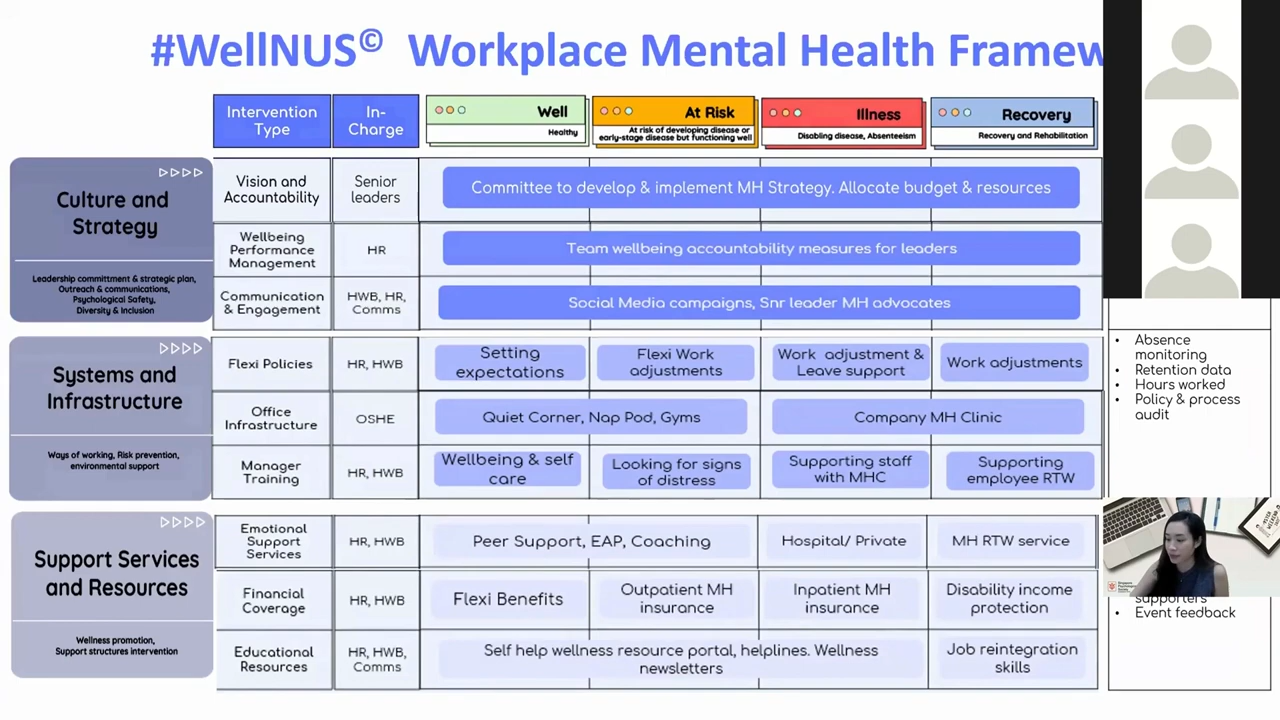 #WellNUS© Workplace Mental Health Framew
Intervention
Type
In-
Charge
Well
Healthy
At Risk
At risk of developing disease or
early-stage disease but functioning well
Illness
Disabling disease, Absenteeism
Recovery
Recovery and Rehabilitation
Culture and
Strategy
Leadership committment & strategic plan,
Outreach & communications,
Psychological Safety,
Diversity & Inclusion
Vision and
Accountability
Senior
leaders
Committee to develop & implement MH Strategy. Allocate budget & resources
Wellbeing
Performance
Management
HR
Team wellbeing accountability measures for leaders
Communication
& Engagement
HWB, HR,
Comms
Social Media campaigns, Snr leader MH advocates
Systems and
Infrastructure
Ways of working, Risk prevention,
environmental support
Flexi Policies
HR, HWB
Setting
expectations
Flexi Work
adjustments
Work adjustment &
Leave support
Work adjustments
Office
Infrastructure
OSHE
Quiet Corner, Nap Pod, Gyms
Company MH Clinic
Manager
Training
HR, HWB
Wellbeing & self
care
Looking for signs
of distress
Supporting staff
with MHC
Supporting
employee RTW
Support Services
and Resources
Wellness promotion,
Support structures intervention
Emotional
Support
Services
HR, HWB
Peer Support, EAP, Coaching
Hospital/ Private
MH RTW service
Financial
Coverage
HR, HWB
Flexi Benefits
Outpatient MH
insurance
Inpatient MH
insurance
Disability income
protection
Educational
Resources
HR, HWB,
Comms
Self help wellness resource portal, helplines. Wellness
newsletters
Job reintegration
skills
• Absence
monitoring
• Retention data
• Hours worked
• Policy & process
audit
supporters
• Event feedback